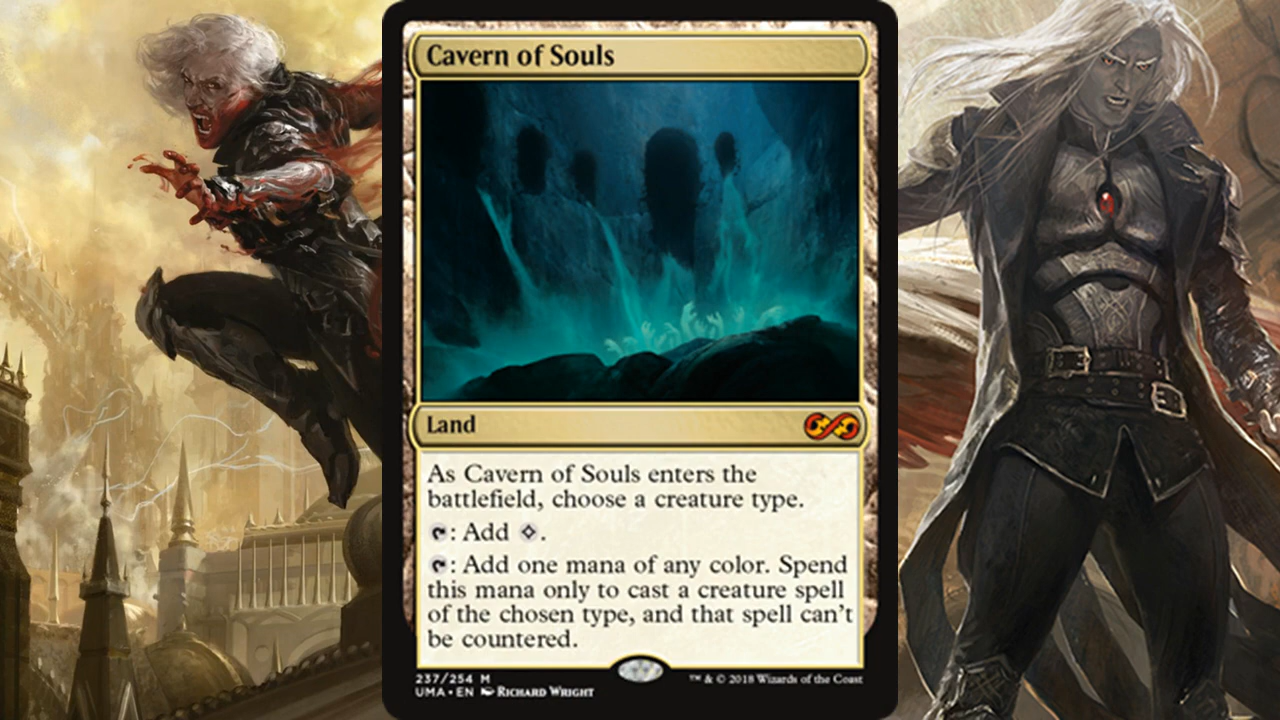 Cavern of Souls
Land
As Cavern of Souls enters the
battlefield, choose a creature type.
: Add .
: Add one mana of any color. Spend
this mana only to cast a creature spell
of the chosen type, and that spell can't
be countered.
237/254 M
UMA • EN Richard Wright
™ & © 2018 Wizards of the Coast